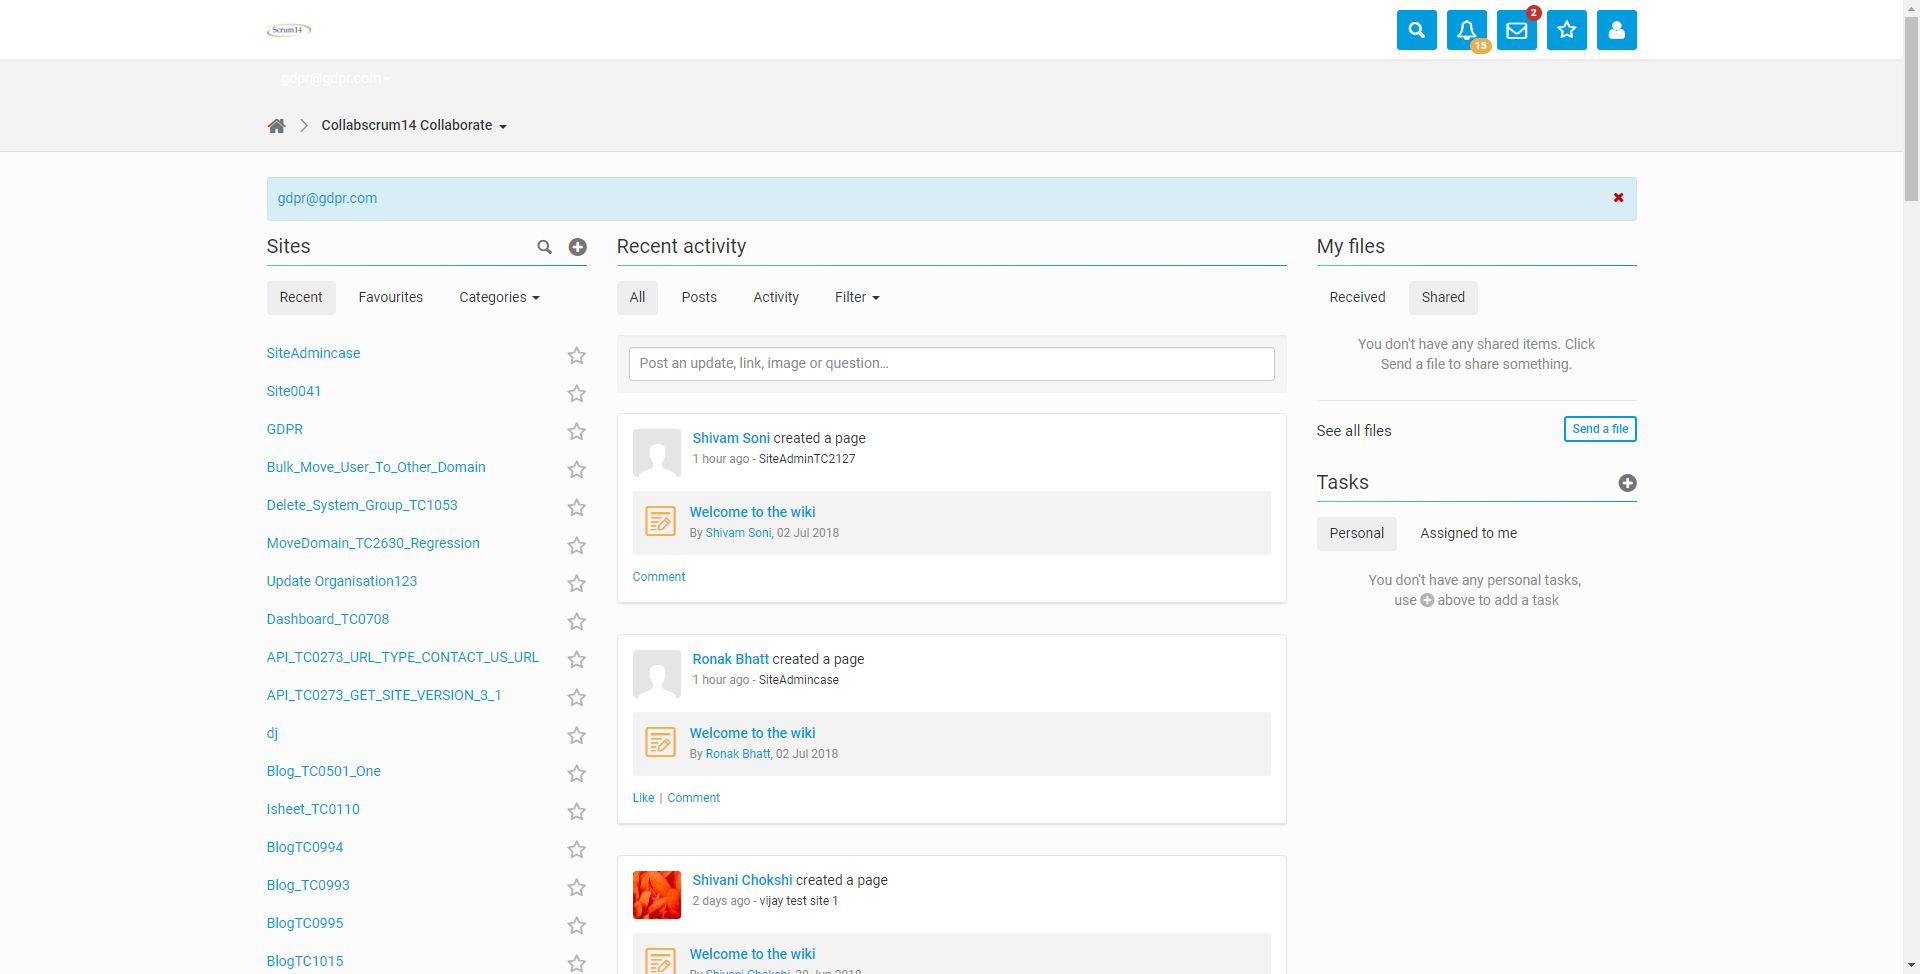 Scrum14
15
2
gdpr@gdpr.com
Collabscrum14 Collaborate
gdpr@gdpr.com
Sites
Recent
Favourites
Categories
SiteAdmincase
Site0041
GDPR
Bulk_Move_User_To_Other_Domain
Delete_System_Group_TC1053
MoveDomain_TC2630_Regression
Update Organisation123
Dashboard_TC0708
API_TC0273_URL_TYPE_CONTACT_US_URL
API_TC0273_GET_SITE_VERSION_3_1
dj
Blog_TC0501_One
Isheet_TC0110
BlogTC0994
Blog_TC0993
BlogTC0995
BlogTC1015
Recent activity
All
Posts
Activity
Filter
Post an update, link, image or question...
Shivam Soni created a page
1 hour ago - SiteAdminTC2127
Welcome to the wiki
By Shivam Soni, 02 Jul 2018
Comment
Ronak Bhatt created a page
1 hour ago - SiteAdmincase
Welcome to the wiki
By Ronak Bhatt, 02 Jul 2018
Like | Comment
Shivani Chokshi created a page
2 days ago - vijay test site 1
Welcome to the wiki
By Shivani Chokshi, 30 Jun 2018
My files
Received
Shared
You don't have any shared items. Click
Send a file to share something.
See all files
Send a file
Tasks
Personal
Assigned to me
You don't have any personal tasks,
use above to add a task